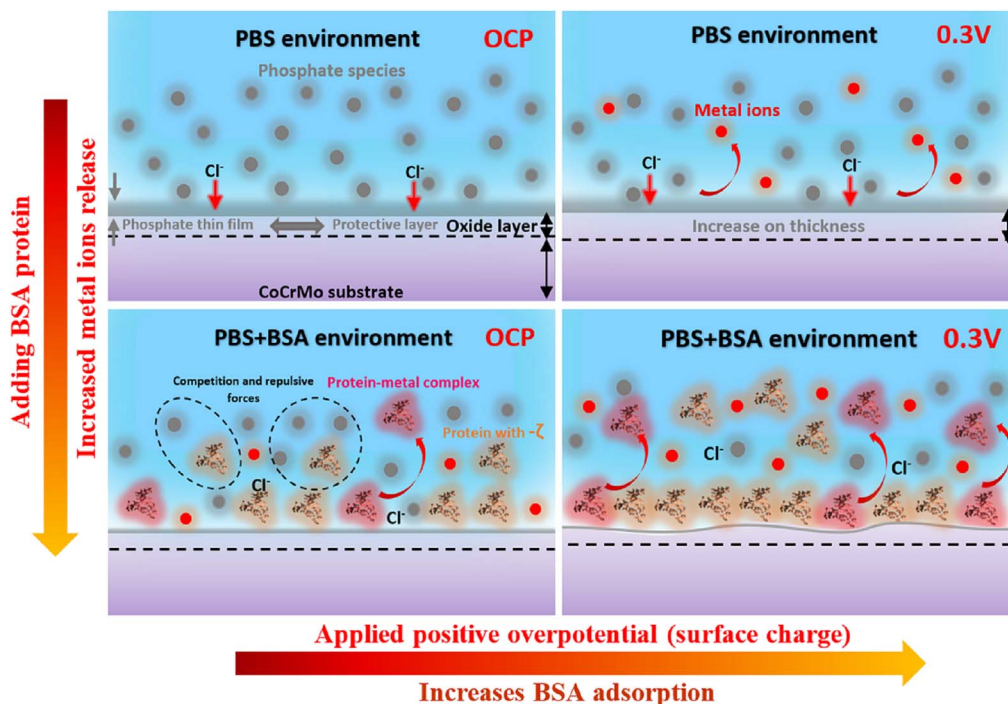 PBS environment OCP
Phosphate species
Cl-
Cl-
Phosphate thin film
Protective layer
Oxide layer
CoCrMo substrate
PBS environment 0.3V
Metal ions
Cl-
Cl-
Increase on thickness
PBS+BSA environment OCP
Competition and repulsive
forces
Protein-metal complex
Protein with -ζ
Cl-
Cl-
PBS+BSA environment 0.3V
Cl-
Cl-
Adding BSA protein
Increased metal ions release
Applied positive overpotential (surface charge)
Increases BSA adsorption